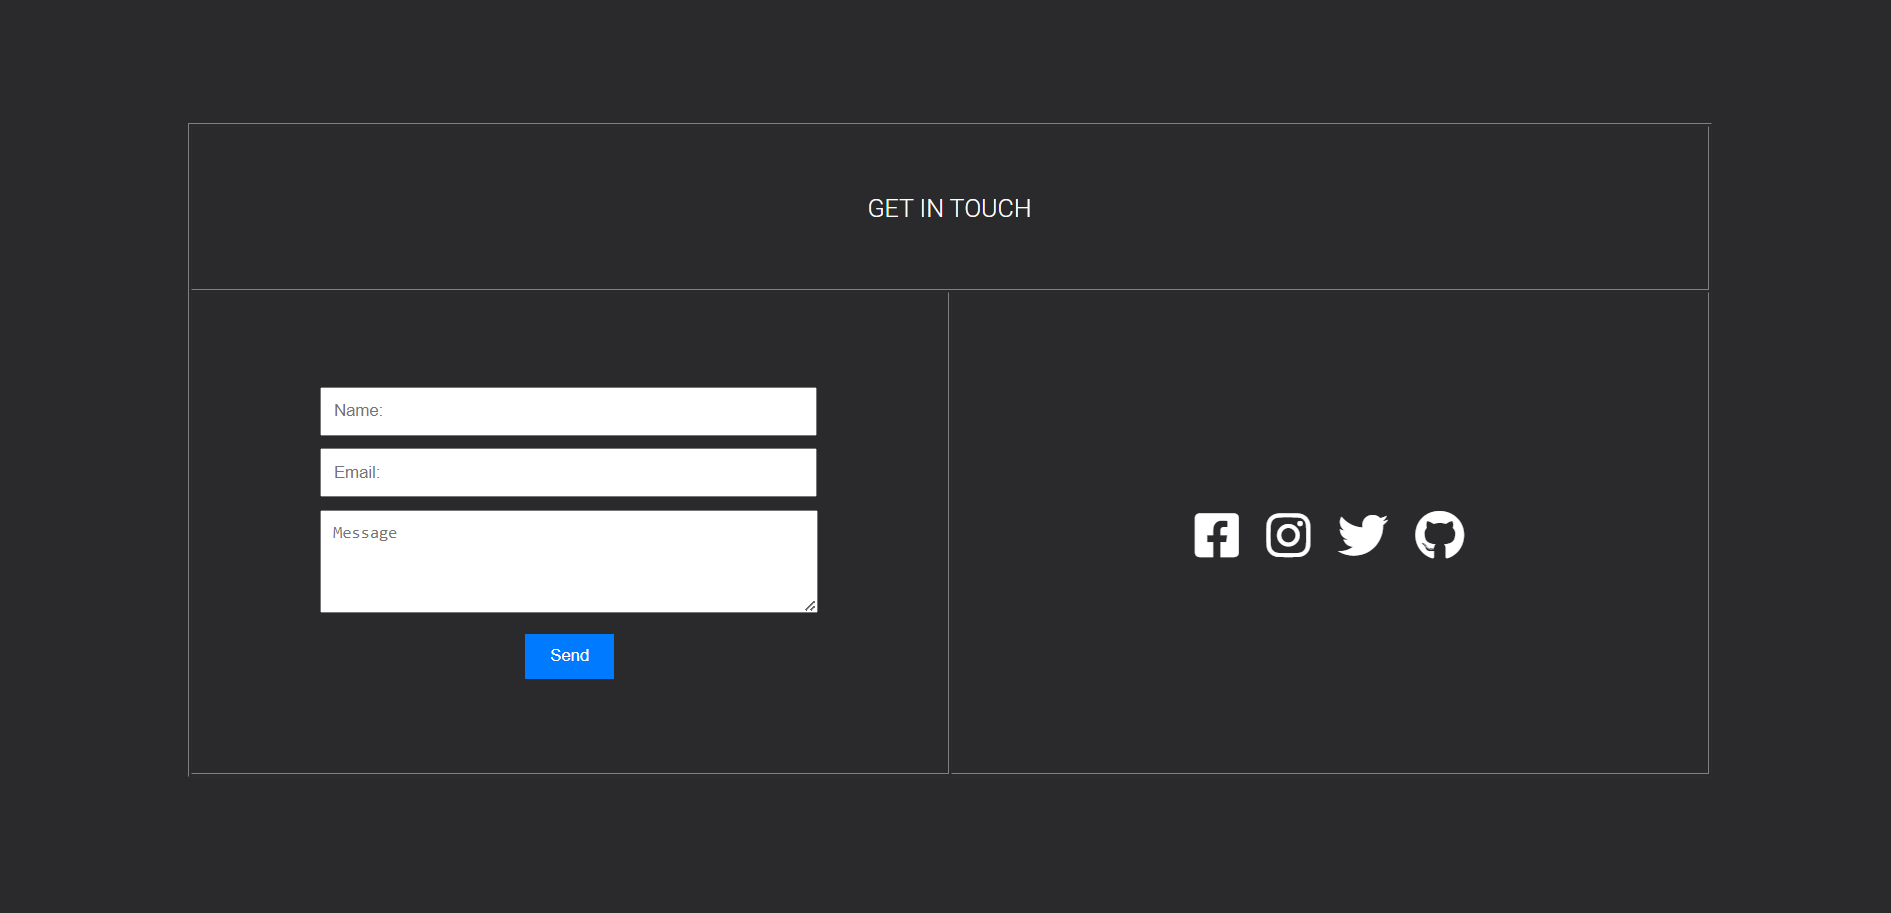 GET IN TOUCH
Name:
Email:
Message
Send